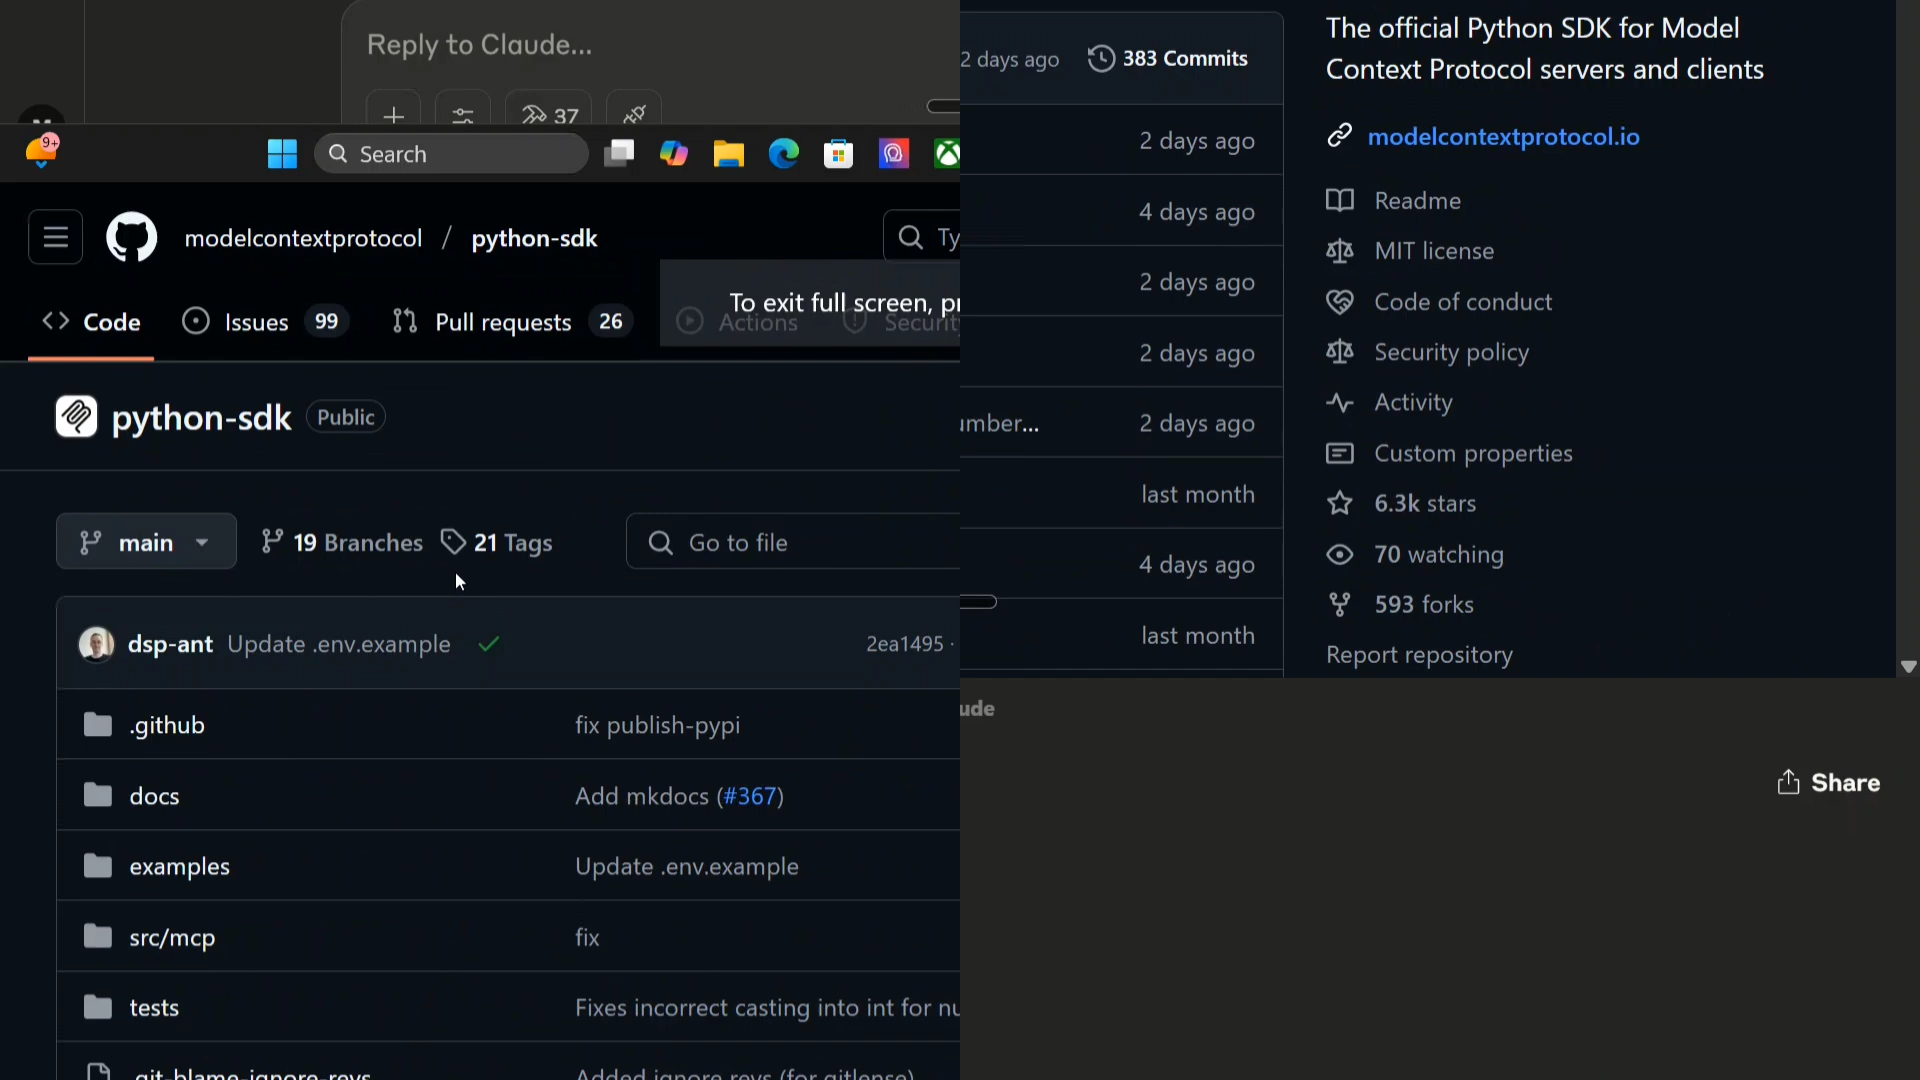 Reply to Claude...
37
9+
Search
modelcontextprotocol / python-sdk
Ty
Code
Issues 99
Pull requests 26
Actions
Security
To exit full screen, pr
python-sdk Public
main
19 Branches
21 Tags
Go to file
dsp-ant Update .env.example
2ea1495 ·
.github
fix publish-pypi
docs
Add mkdocs (#367)
examples
Update .env.example
src/mcp
fix
tests
Fixes incorrect casting into int for nu
.git-blame-ignore-revs
Added ignore revs (for gitlense)
2 days ago
383 Commits
2 days ago
4 days ago
2 days ago
2 days ago
umber...
2 days ago
last month
4 days ago
last month
The official Python SDK for Model
Context Protocol servers and clients
modelcontextprotocol.io
Readme
MIT license
Code of conduct
Security policy
Activity
Custom properties
6.3k stars
70 watching
593 forks
Report repository
ude
Share